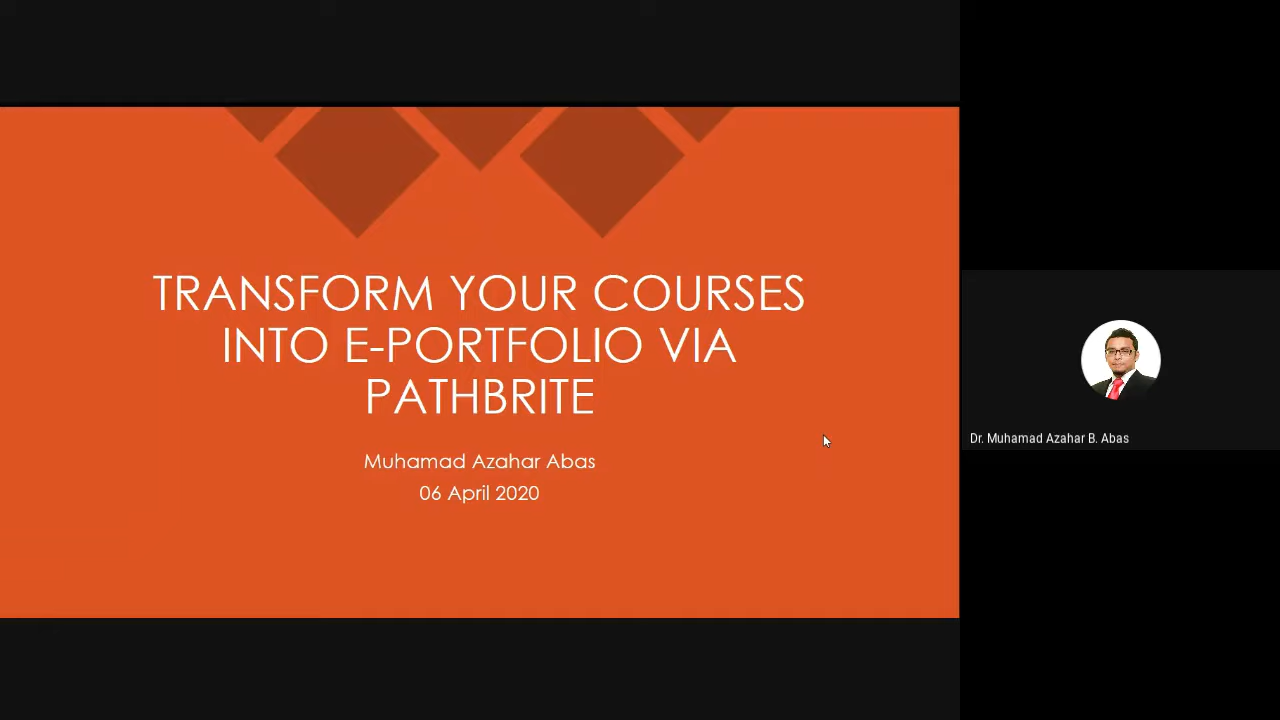 TRANSFORM YOUR COURSES
INTO E-PORTFOLIO VIA
PATHBRITE
Muhamad Azahar Abas
06 April 2020
Dr. Muhamad Azahar B. Abas